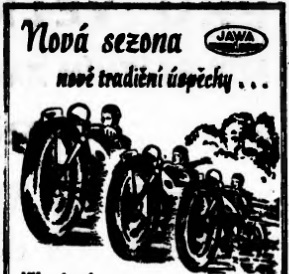 Nová sezona
JAWA
nové tradiční úspěchy . . .